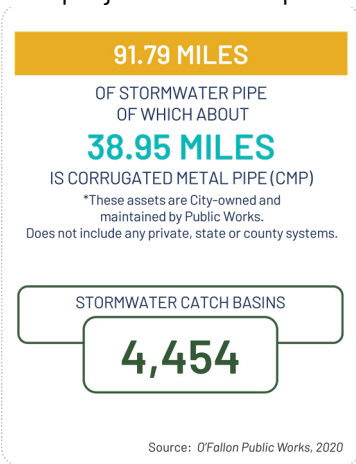 91.79 MILES
OF STORMWATER PIPE
OF WHICH ABOUT
38.95 MILES
IS CORRUGATED METAL PIPE (CMP)
*These assets are City-owned and
maintained by Public Works.
Does not include any private, state or county systems.
STORMWATER CATCH BASINS
4,454
Source: O'Fallon Public Works, 2020